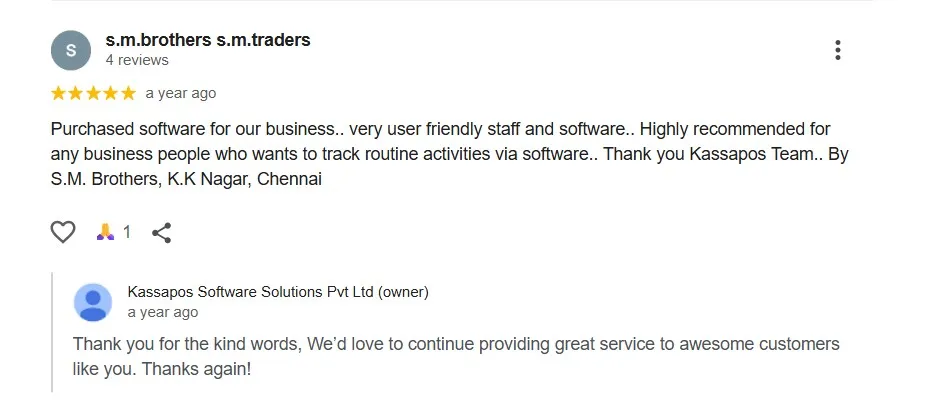 S
s.m.brothers s.m.traders
4 reviews
a year ago
Purchased software for our business.. very user friendly staff and software.. Highly recommended for
any business people who wants to track routine activities via software.. Thank you Kassapos Team.. By
S.M. Brothers, K.K Nagar, Chennai
1
Kassapos Software Solutions Pvt Ltd (owner)
a year ago
Thank you for the kind words, We’d love to continue providing great service to awesome customers
like you. Thanks again!